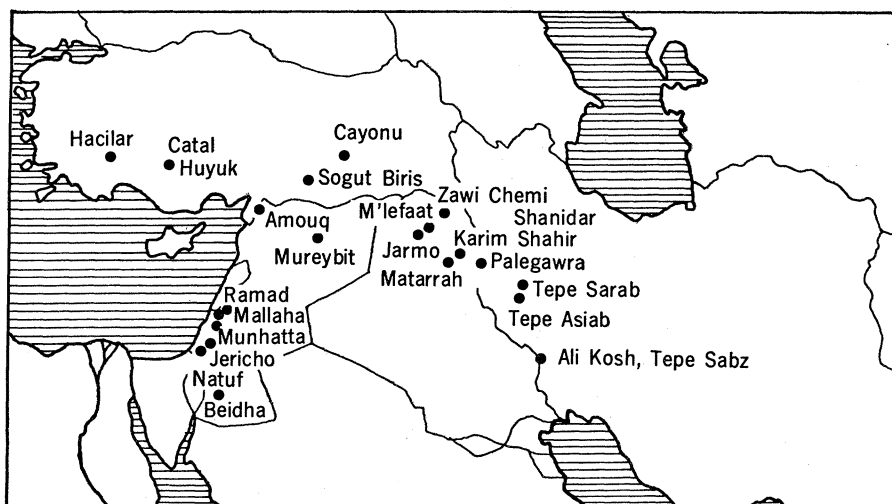 Hacilar
Catal
Huyuk
Cayonu
Sogut Biris
Amouq
Mureybit
M'lefaat
Zawi Chemi
Shanidar
Jarmo
Karim Shahir
Matarrah
Palegawra
Tepe Sarab
Tepe Asiab
Ramad
Mallaha
Munhatta
Jericho
Natuf
Beidha
Ali Kosh, Tepe Sabz